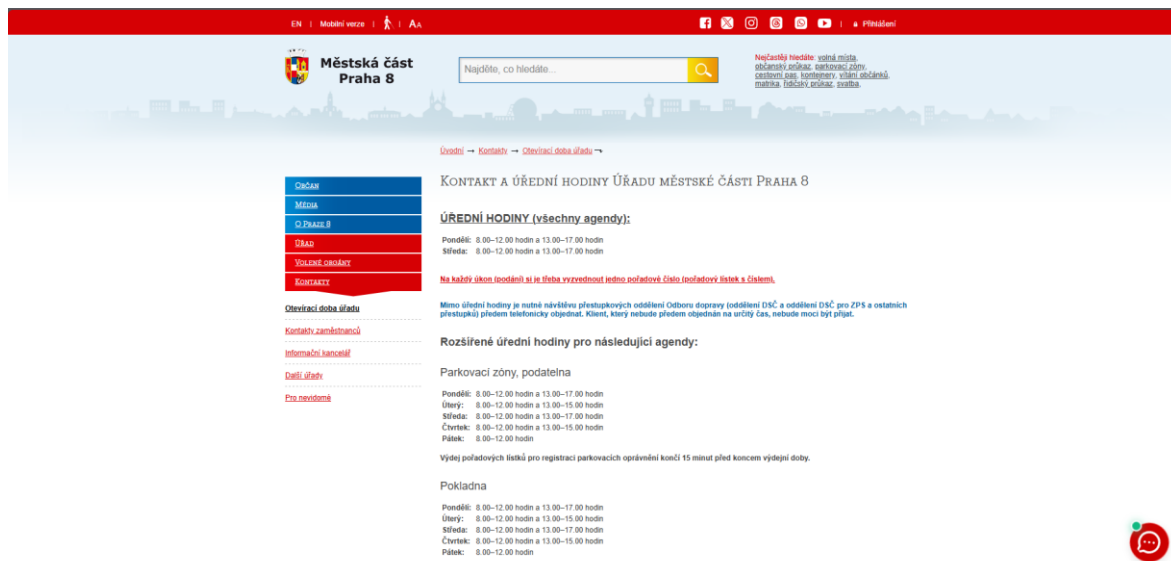 EN | Mobilní verze | | AA
| Přihlášení
Městská část
Praha 8
Najděte, co hledáte...
Nejčastěji hledáte: volná místa,
občanský průkaz, parkovací zóny,
cestovní pas, kontejnery, vítání občánků,
matrika, řidičský průkaz, svatba,
Úvodní → Kontakty → Otevírací doba úřadu →
Občan
Média
O Praze 8
Úřad
Volené orgány
Kontakty
Otevírací doba úřadu
Kontakty zaměstnanců
Informační kancelář
Další úřady
Pro nevidomé
Kontakt a úřední hodiny Úřadu městské části Praha 8
ÚŘEDNÍ HODINY (všechny agendy):
Pondělí: 8.00–12.00 hodin a 13.00–17.00 hodin
Středa: 8.00–12.00 hodin a 13.00–17.00 hodin
Na každý úkon (podání) si je třeba vyzvednout jedno pořadové číslo (pořadový lístek s číslem).
Mimo úřední hodiny je nutné návštěvu přestupkových oddělení Odboru dopravy (oddělení DSČ a oddělení DSČ pro ZPS a ostatních
přestupků) předem telefonicky objednat. Klient, který nebude předem objednán na určitý čas, nebude moci být přijat.
Rozšířené úřední hodiny pro následující agendy:
Parkovací zóny, podatelna
Pondělí: 8.00–12.00 hodin a 13.00–17.00 hodin
Úterý: 8.00–12.00 hodin a 13.00–15.00 hodin
Středa: 8.00–12.00 hodin a 13.00–17.00 hodin
Čtvrtek: 8.00–12.00 hodin a 13.00–15.00 hodin
Pátek: 8.00–12.00 hodin
Výdej pořadových lístků pro registraci parkovacích oprávnění končí 15 minut před koncem výdejní doby.
Pokladna
Pondělí: 8.00–12.00 hodin a 13.00–17.00 hodin
Úterý: 8.00–12.00 hodin a 13.00–15.00 hodin
Středa: 8.00–12.00 hodin a 13.00–17.00 hodin
Čtvrtek: 8.00–12.00 hodin a 13.00–15.00 hodin
Pátek: 8.00–12.00 hodin